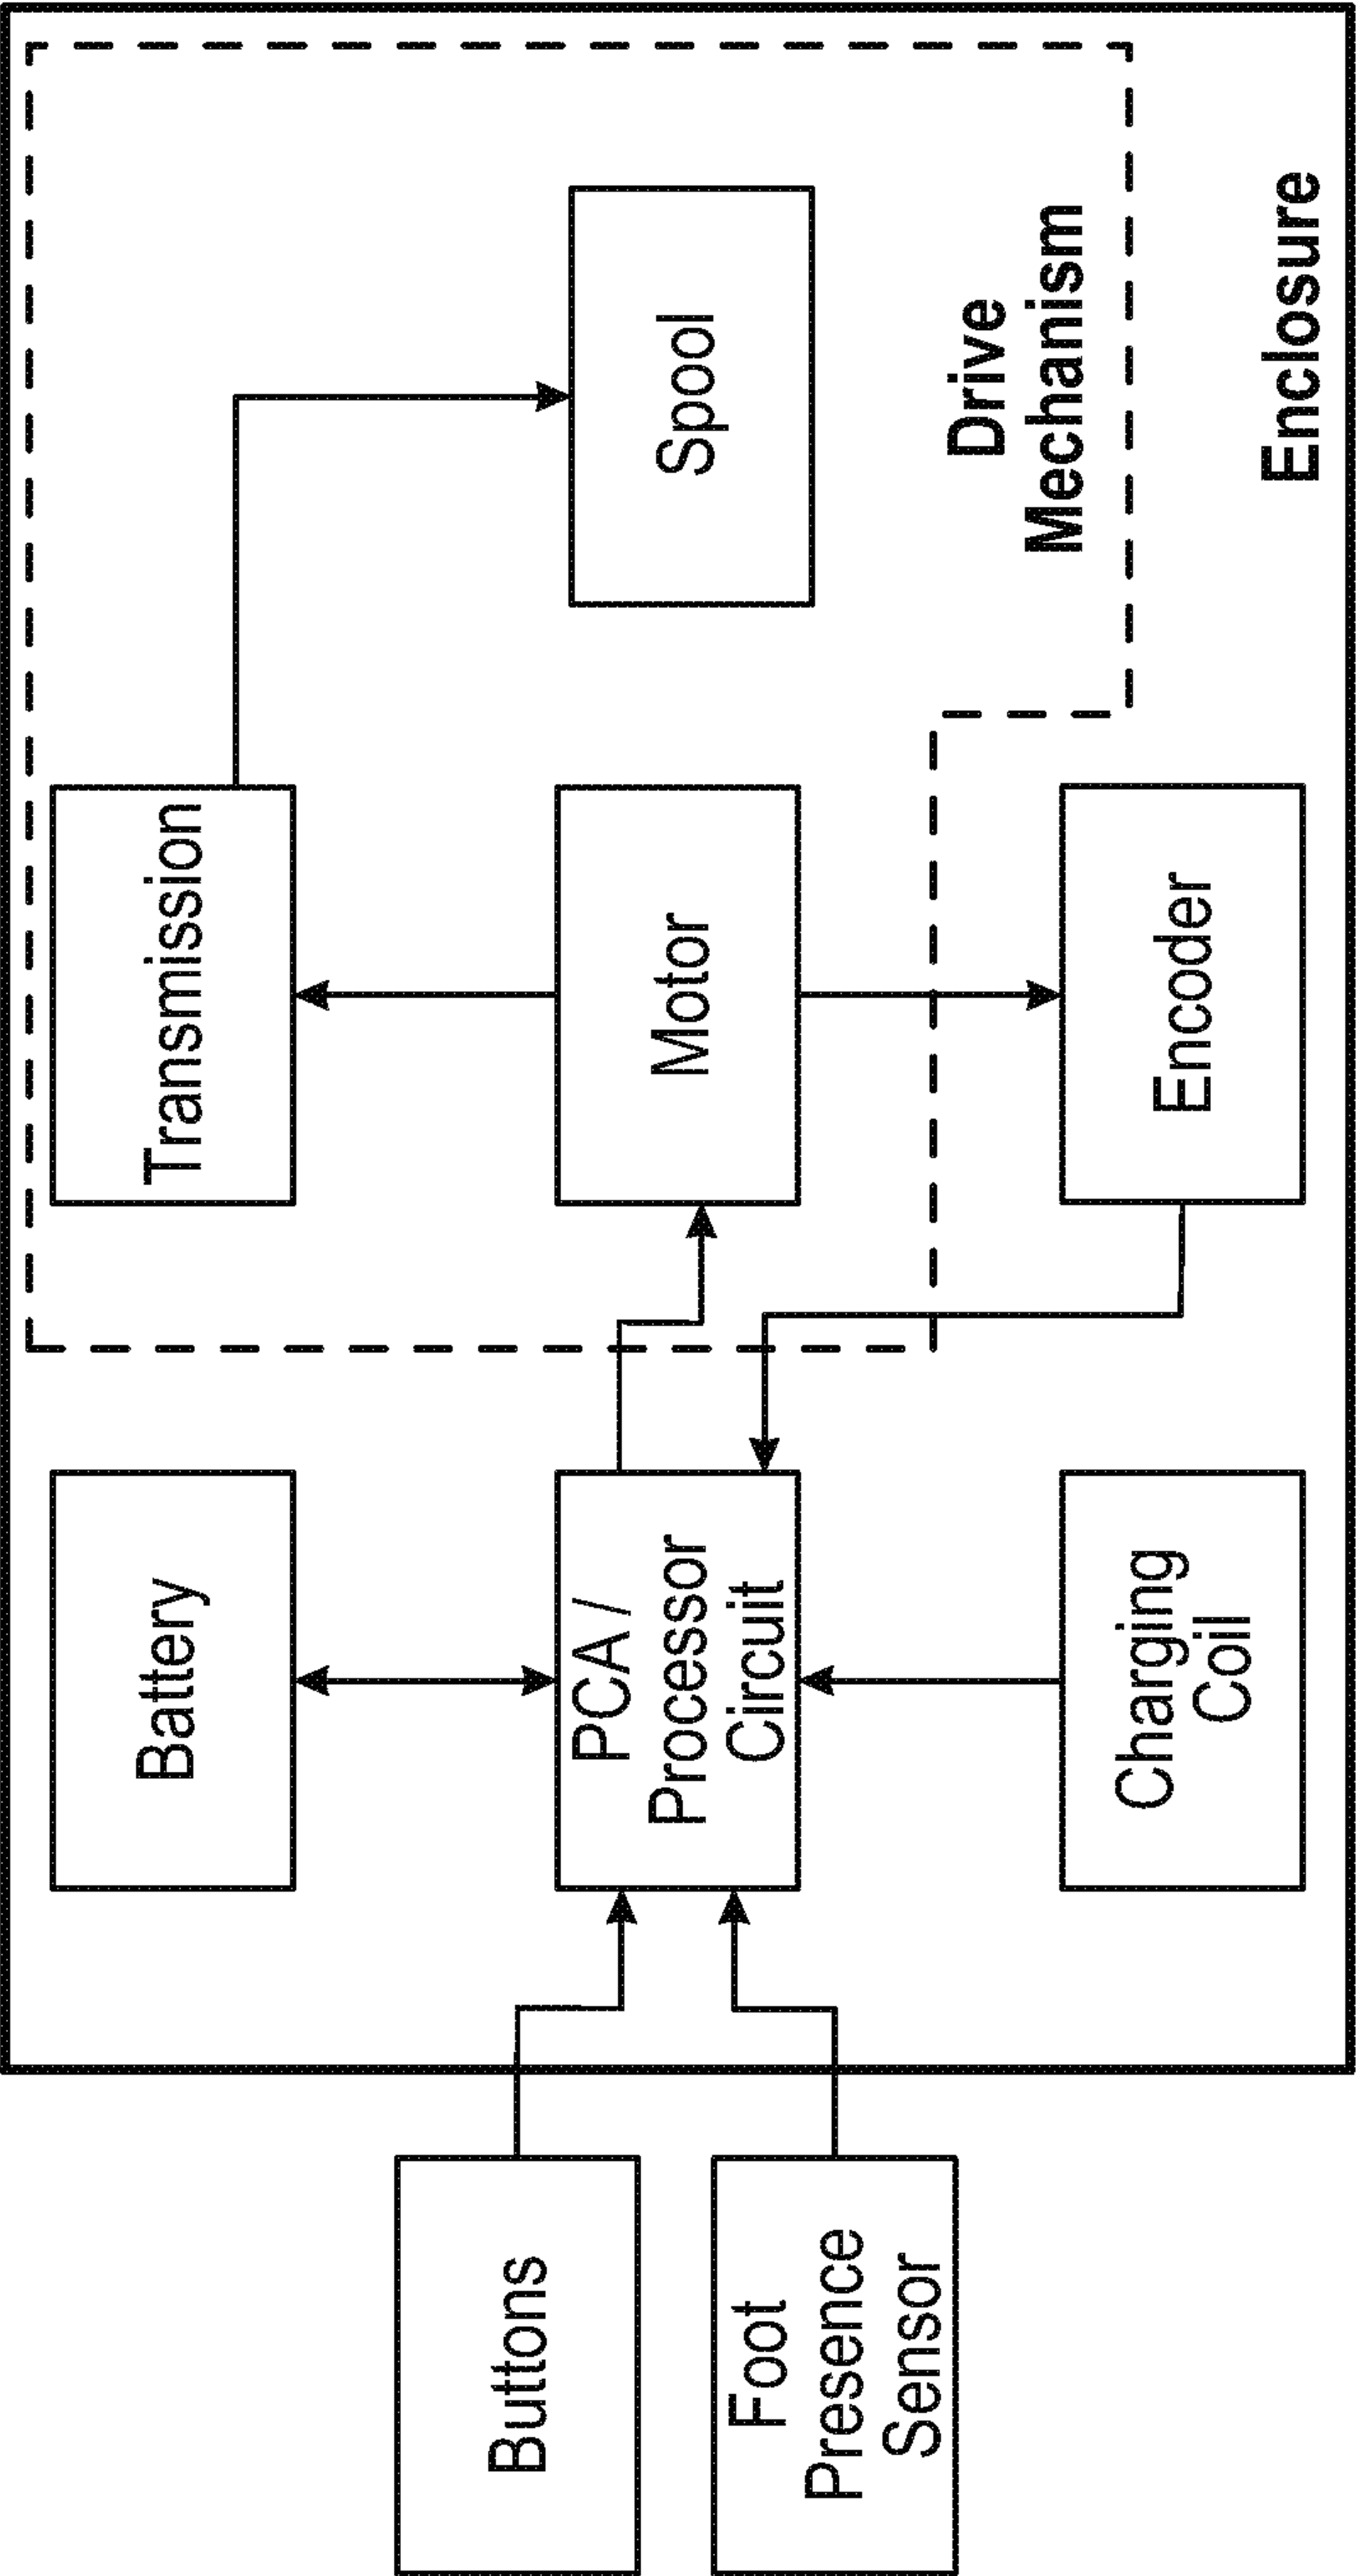 Buttons
Foot
Presence
Sensor
Battery
PCA /
Processor
Circuit
Charging
Coil
Transmission
Motor
Encoder
Spool
Drive
Mechanism
Enclosure